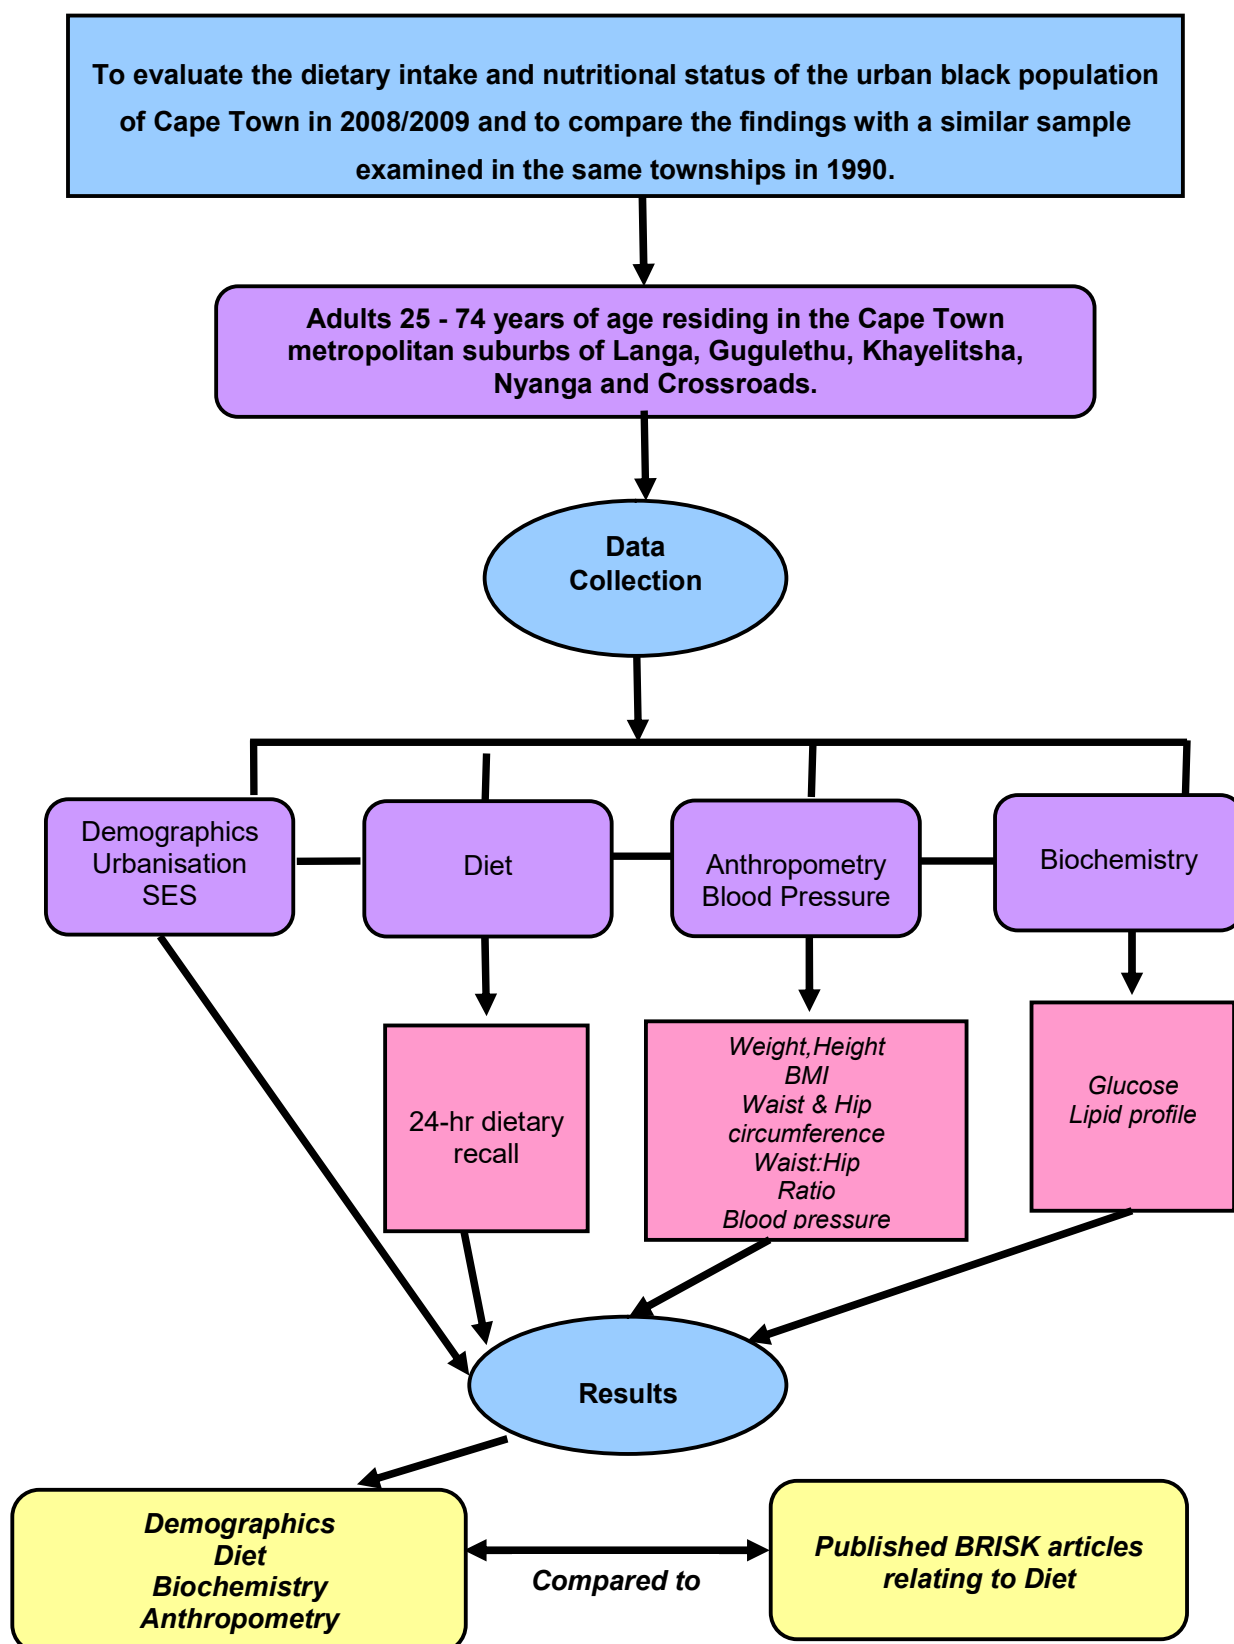 To evaluate the dietary intake and nutritional status of the urban black population
of Cape Town in 2008/2009 and to compare the findings with a similar sample
examined in the same townships in 1990.
Adults 25 - 74 years of age residing in the Cape Town
metropolitan suburbs of Langa, Gugulethu, Khayelitsha,
Nyanga and Crossroads.
Data
Collection
Demographics
Urbanisation
SES
Diet
Anthropometry
Blood Pressure
Biochemistry
24-hr dietary
recall
Weight,Height
BMI
Waist & Hip
circumference
Waist:Hip
Ratio
Blood pressure
Glucose
Lipid profile
Results
Demographics
Diet
Biochemistry
Anthropometry
Compared to
Published BRISK articles
relating to Diet